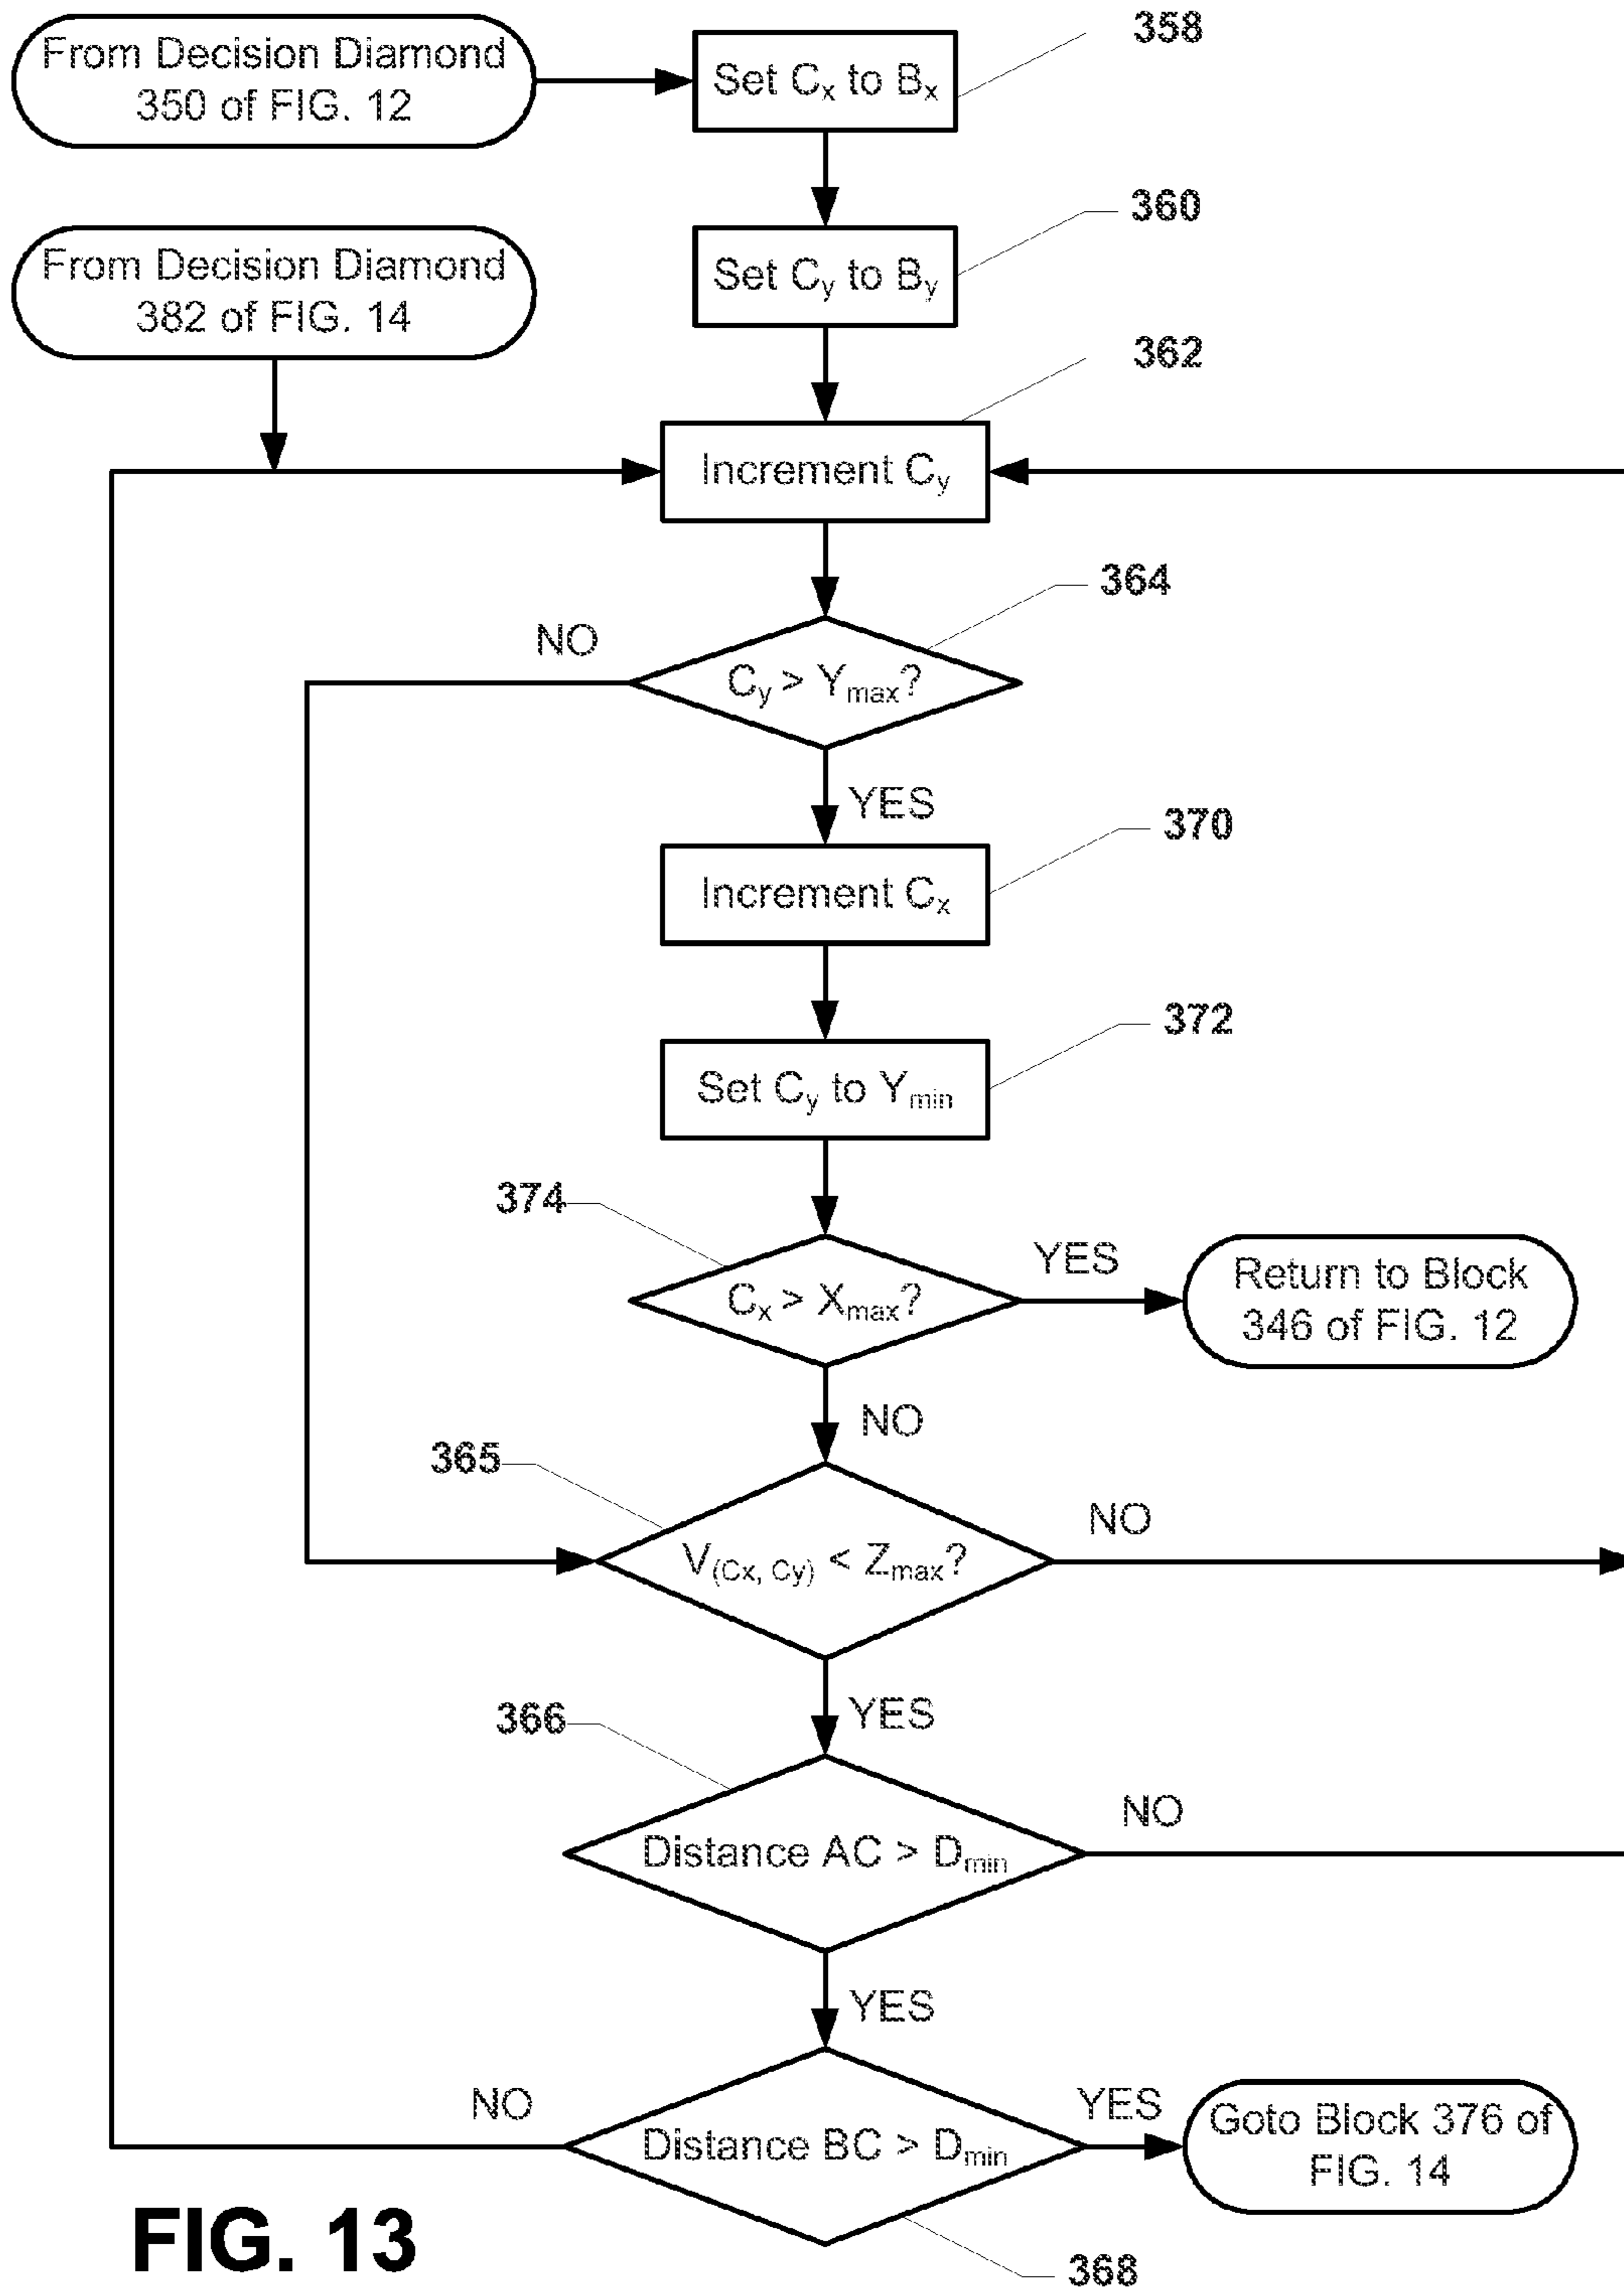 From Decision Diamond
350 of FIG. 12
Set Cx to Bx
358
From Decision Diamond
382 of FIG. 14
Set Cy to By
360
Increment Cy
362
Cy > Ymax?
364
NO
YES
Increment Cx
370
Set Cy to Ymin
372
374
Cx > Xmax?
YES
Return to Block
346 of FIG. 12
NO
365
V(Cx, Cy) < Zmax?
NO
YES
366
Distance AC > Dmin
NO
YES
NO
Distance BC > Dmin
YES
Goto Block 376 of
FIG. 14
368
FIG. 13